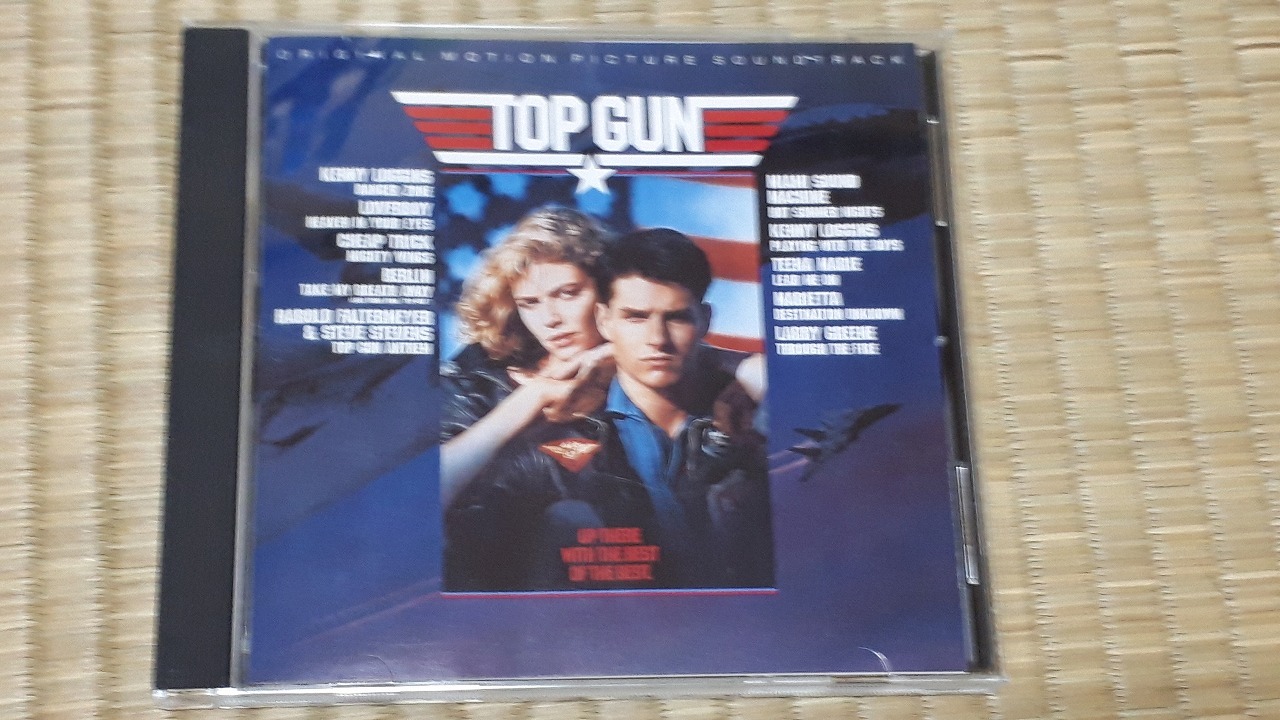 ORIGINAL MOTION PICTURE SOUNDTRACK
TOP GUN
KENNY LOGGINS
DANGER ZONE
LOVERBOY
HEAVEN IN YOUR EYES
CHEAP TRICK
MIGHTY WINGS
BERLIN
TAKE MY BREATH AWAY
HAROLD FALTERMEYER
& STEVE STEVENS
TOP GUN ANTHEM
MIAMI SOUND
MACHINE
HOT SUMMER NIGHTS
KENNY LOGGINS
PLAYING WITH THE BOYS
TEENA MARIE
LEAD ME ON
MARIETTA
DESTINATION UNKNOWN
LARRY GREENE
THROUGH THE FIRE
UP THERE
WITH THE BEST
OF THE BEST.